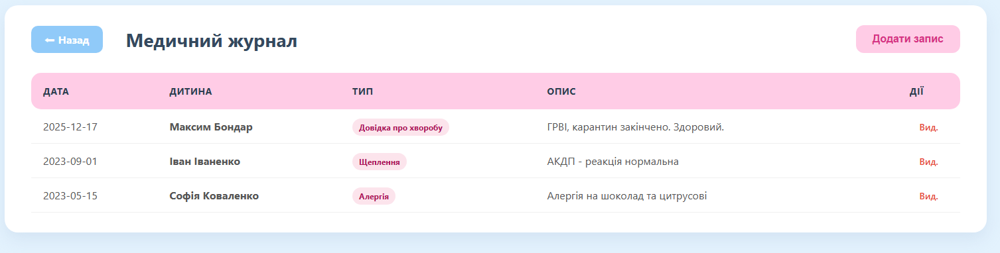 ⬅ Назад Медичний журнал Додати запис
ДАТА ДИТИНА ТИП ОПИС ДІЇ
2025-12-17 Максим Бондар Довідка про хворобу ГРВІ, карантин закінчено. Здоровий. Вид.
2023-09-01 Іван Іваненко Щеплення АКДП - реакція нормальна Вид.
2023-05-15 Софія Коваленко Алергія Алергія на шоколад та цитрусові Вид.